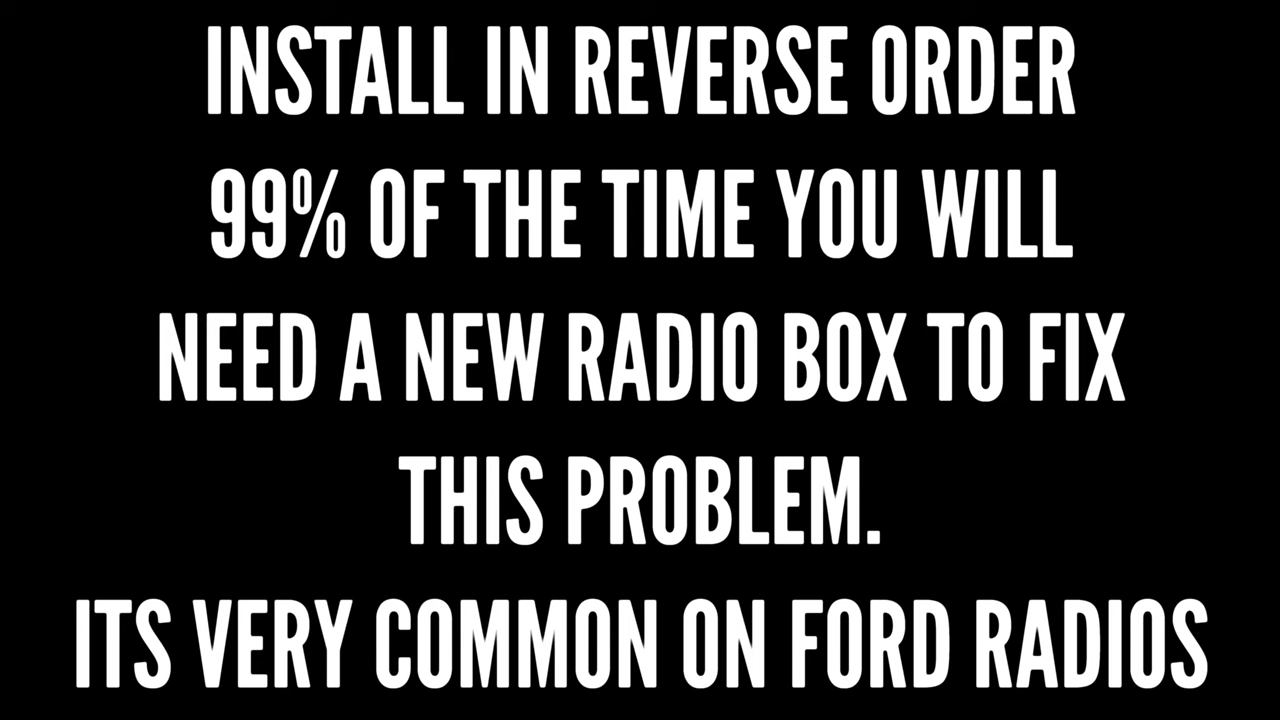 INSTALL IN REVERSE ORDER
99% OF THE TIME YOU WILL
NEED A NEW RADIO BOX TO FIX
THIS PROBLEM.
ITS VERY COMMON ON FORD RADIOS